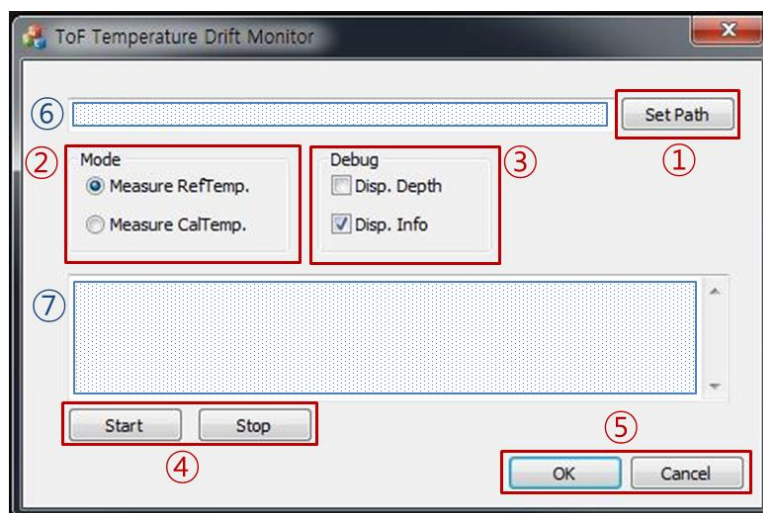 ToF Temperature Drift Monitor
⑥ Set Path
①
② Mode
Measure RefTemp.
Measure CalTemp.
Debug ③
Disp. Depth
Disp. Info
⑦
Start Stop
④
⑤
OK Cancel